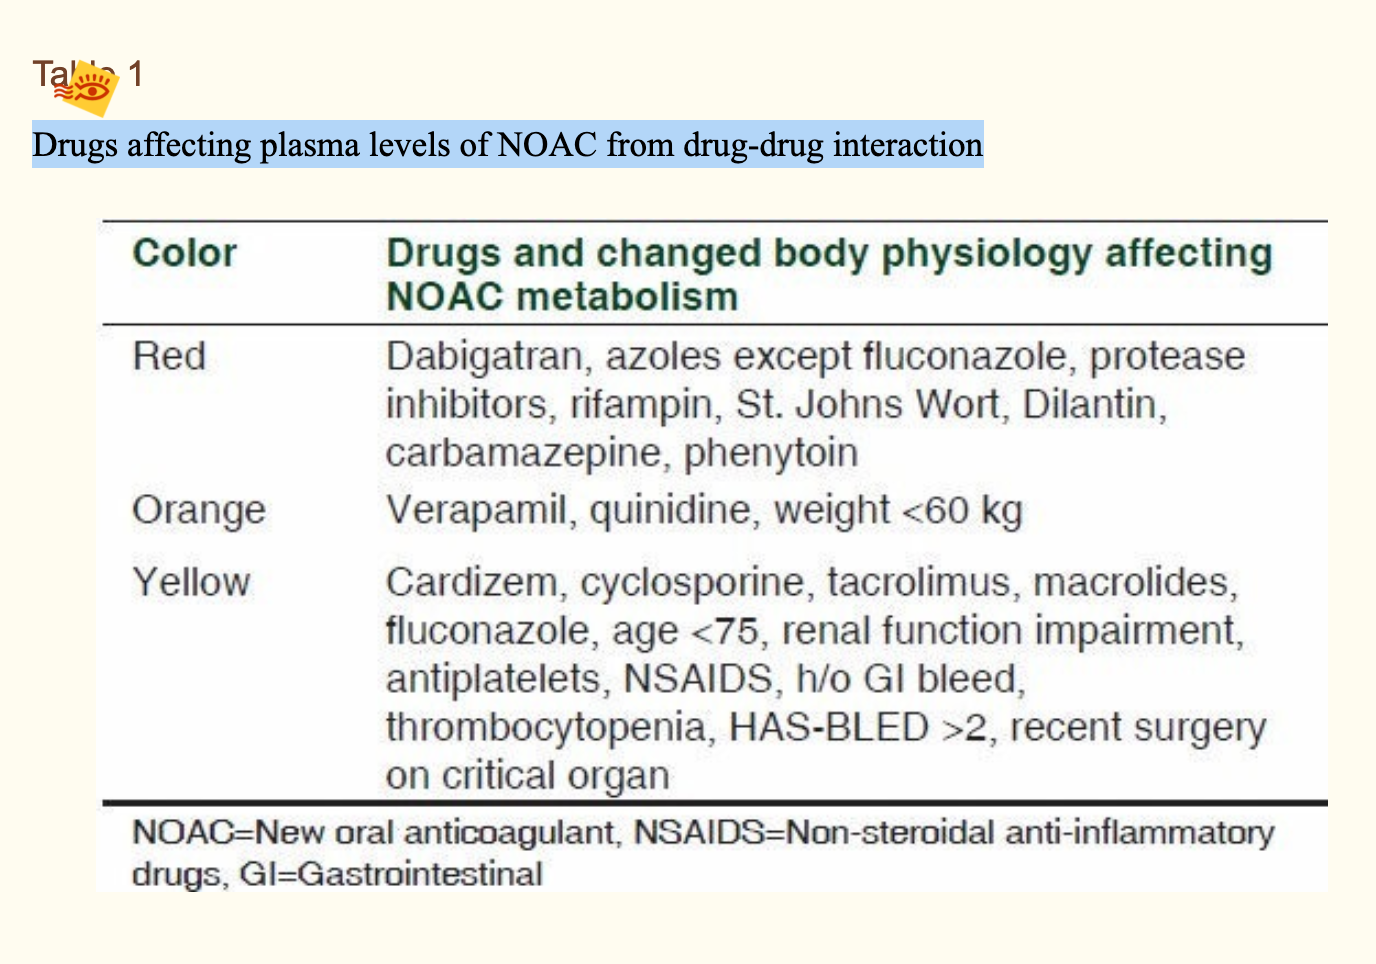 Table 1
Drugs affecting plasma levels of NOAC from drug-drug interaction
Color Drugs and changed body physiology affecting
NOAC metabolism
Red Dabigatran, azoles except fluconazole, protease
inhibitors, rifampin, St. Johns Wort, Dilantin,
carbamazepine, phenytoin
Orange Verapamil, quinidine, weight <60 kg
Yellow Cardizem, cyclosporine, tacrolimus, macrolides,
fluconazole, age <75, renal function impairment,
antiplatelets, NSAIDS, h/o GI bleed,
thrombocytopenia, HAS-BLED >2, recent surgery
on critical organ
NOAC=New oral anticoagulant, NSAIDS=Non-steroidal anti-inflammatory
drugs, GI=Gastrointestinal